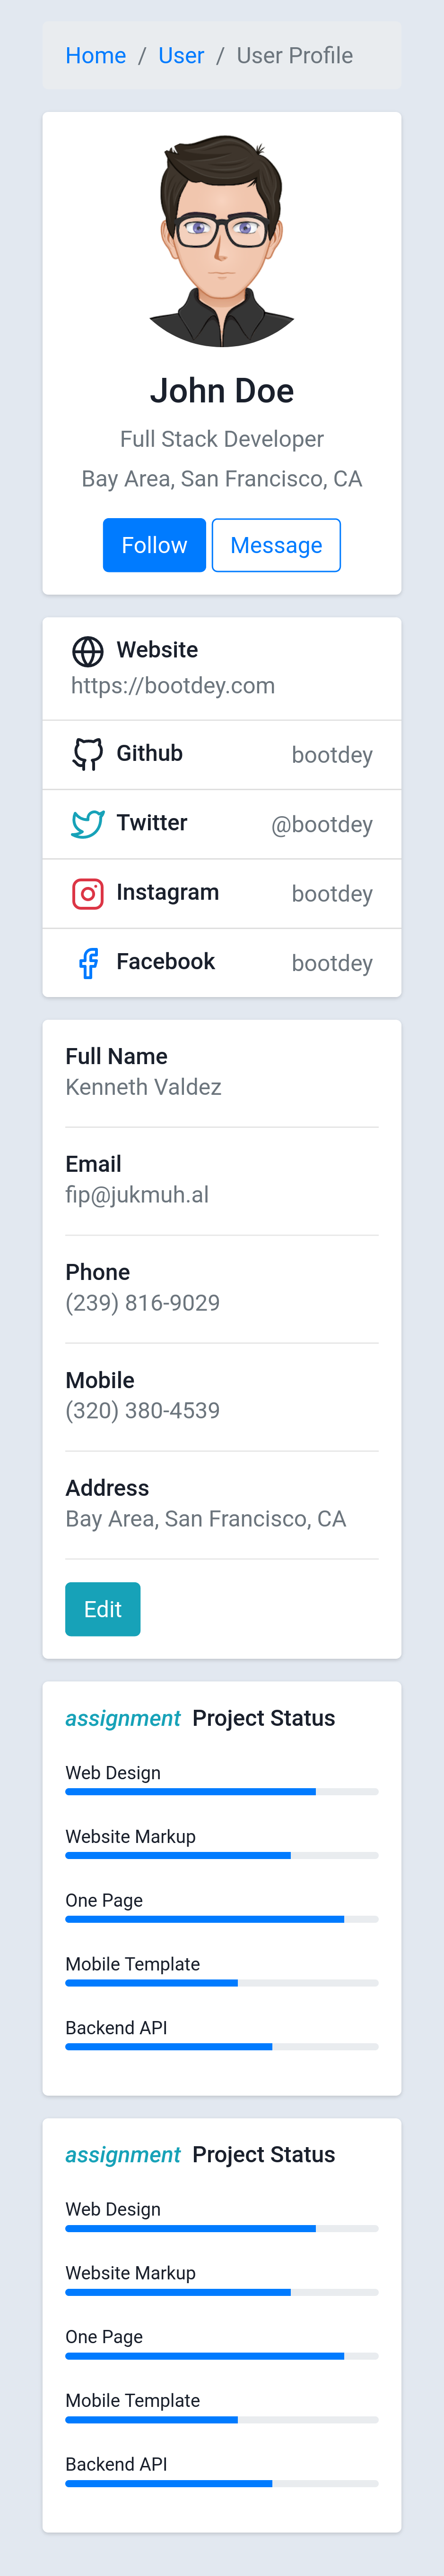 Home / User / User Profile
John Doe
Full Stack Developer
Bay Area, San Francisco, CA
Follow Message
Website
https://bootdey.com
Github bootdey
Twitter @bootdey
Instagram bootdey
Facebook bootdey
Full Name
Kenneth Valdez
Email
fip@jukmuh.al
Phone
(239) 816-9029
Mobile
(320) 380-4539
Address
Bay Area, San Francisco, CA
Edit
assignment Project Status
Web Design
Website Markup
One Page
Mobile Template
Backend API
assignment Project Status
Web Design
Website Markup
One Page
Mobile Template
Backend API